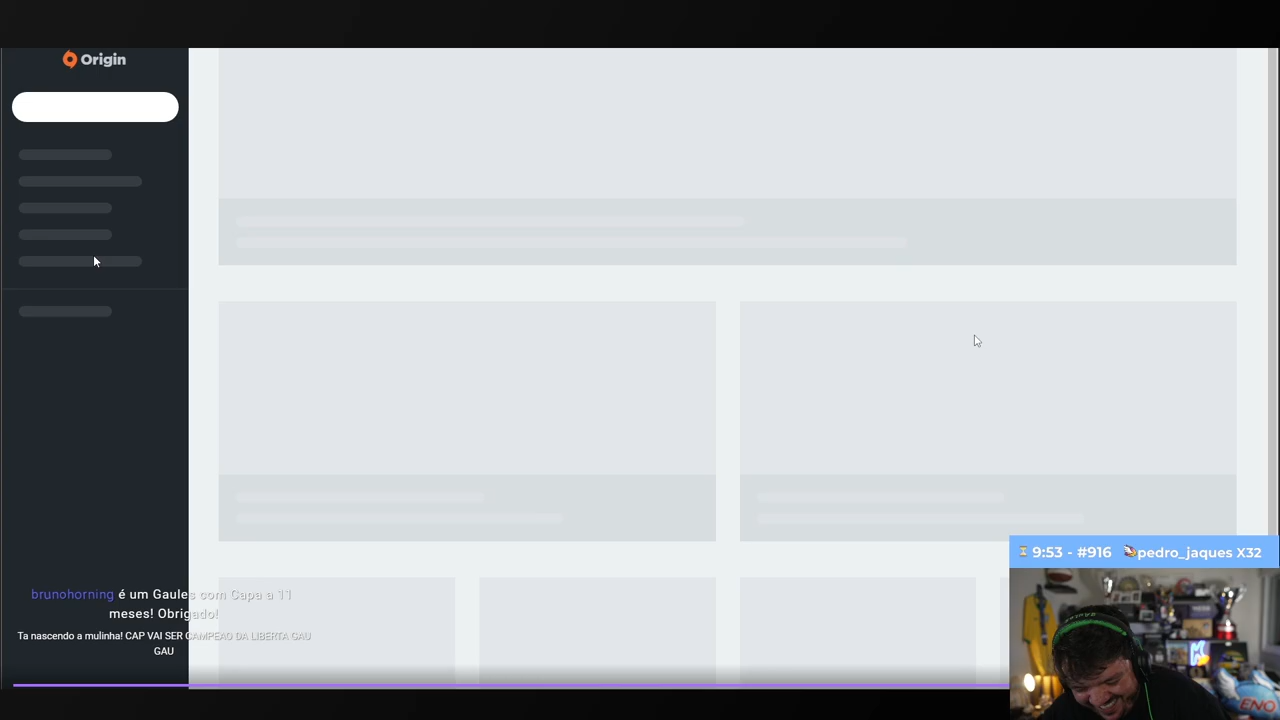 Origin
9:53 - #916 pedro_jaques X32
brunohorning é um Gaules com Capa a 11
meses! Obrigado!
Ta nascendo a mulinha! CAP VAI SER CAMPEAO DA LIBERTA GAU
GAU